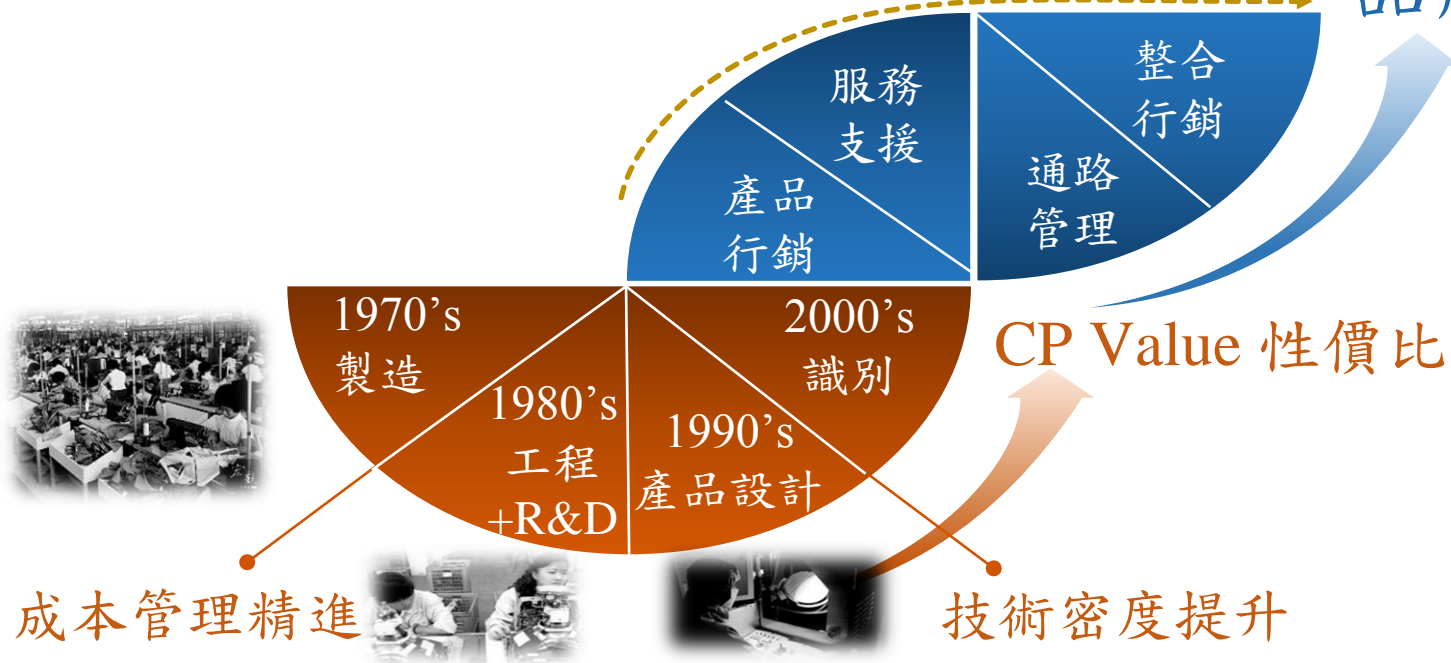 服務
支援
整合
行銷
產品
行銷
通路
管理
1970’s
製造
1980’s
工程
+R&D
1990’s
產品設計
2000’s
識別
CP Value 性價比
成本管理精進
技術密度提升